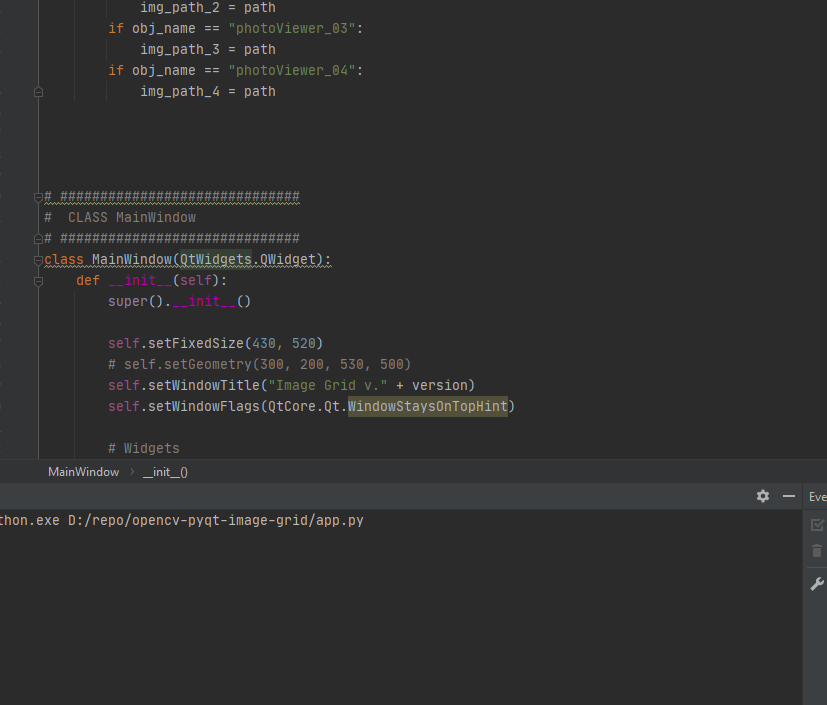 img_path_2 = path
if obj_name == "photoViewer_03":
img_path_3 = path
if obj_name == "photoViewer_04":
img_path_4 = path
# ##############################
#  CLASS MainWindow
# ##############################
class MainWindow(QtWidgets.QWidget):
def __init__(self):
super().__init__()
self.setFixedSize(430, 520)
# self.setGeometry(300, 200, 530, 500)
self.setWindowTitle("Image Grid v." + version)
self.setWindowFlags(QtCore.Qt.WindowStaysOnTopHint)
# Widgets
MainWindow › __init__()
Eve
thon.exe D:/repo/opencv-pyqt-image-grid/app.py